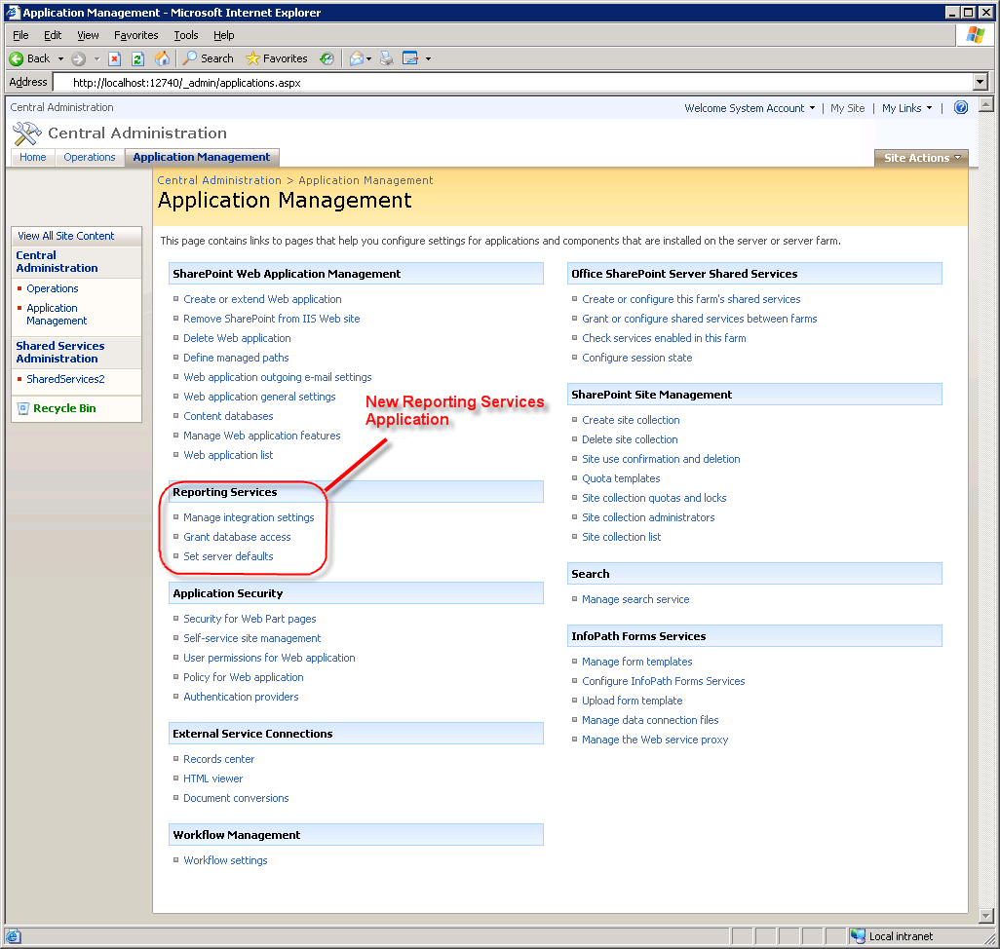 Application Management - Microsoft Internet Explorer
File Edit View Favorites Tools Help
Back Search Favorites
Address http://localhost:12740/_admin/applications.aspx
Central Administration
Welcome System Account | My Site | My Links |
Central Administration
Home Operations Application Management
Site Actions
Central Administration > Application Management
Application Management
View All Site Content
Central
Administration
Operations
Application
Management
Shared Services
Administration
SharedServices2
Recycle Bin
This page contains links to pages that help you configure settings for applications and components that are installed on the server or server farm.
SharePoint Web Application Management
Create or extend Web application
Remove SharePoint from IIS Web site
Delete Web application
Define managed paths
Web application outgoing e-mail settings
Web application general settings
Content databases
Manage Web application features
Web application list
New Reporting Services
Application
Reporting Services
Manage integration settings
Grant database access
Set server defaults
Application Security
Security for Web Part pages
Self-service site management
User permissions for Web application
Policy for Web application
Authentication providers
External Service Connections
Records center
HTML viewer
Document conversions
Workflow Management
Workflow settings
Office SharePoint Server Shared Services
Create or configure this farm's shared services
Grant or configure shared services between farms
Check services enabled in this farm
Configure session state
SharePoint Site Management
Create site collection
Delete site collection
Site use confirmation and deletion
Quota templates
Site collection quotas and locks
Site collection administrators
Site collection list
Search
Manage search service
InfoPath Forms Services
Manage form templates
Configure InfoPath Forms Services
Upload form template
Manage data connection files
Manage the Web service proxy
Local intranet